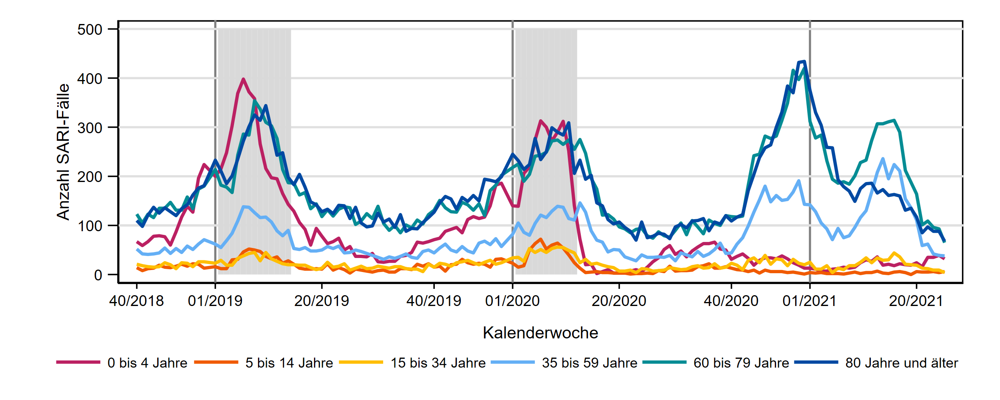 Anzahl SARI-Fälle
500
400
300
200
100
0
40/2018 01/2019 20/2019 40/2019 01/2020 20/2020 40/2020 01/2021 20/2021
Kalenderwoche
0 bis 4 Jahre 5 bis 14 Jahre 15 bis 34 Jahre 35 bis 59 Jahre 60 bis 79 Jahre 80 Jahre und älter